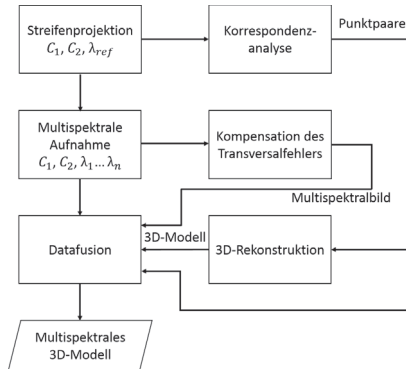 Streifenprojektion
C₁, C₂, λ_ref
Korrespondenz-
analyse
Punktpaare
Multispektrale
Aufnahme
C₁, C₂, λ₁...λₙ
Kompensation des
Transversalfehlers
Multispektralbild
Datafusion
3D-Modell
3D-Rekonstruktion
Multispektrales
3D-Modell